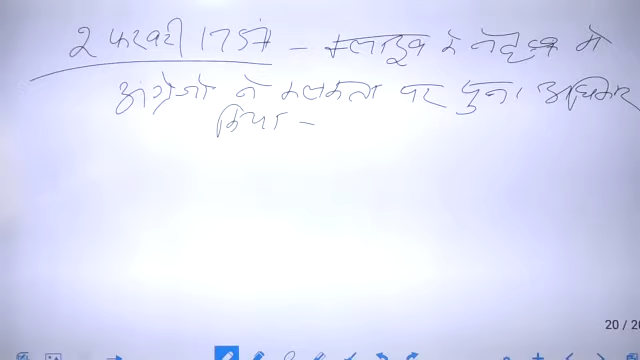 2 फरवरी 1757 - क्लाइव के नेतृत्व मे
अंग्रेजो ने कलकत्ता पर पुनः अधिकार
किया -
20 / 20